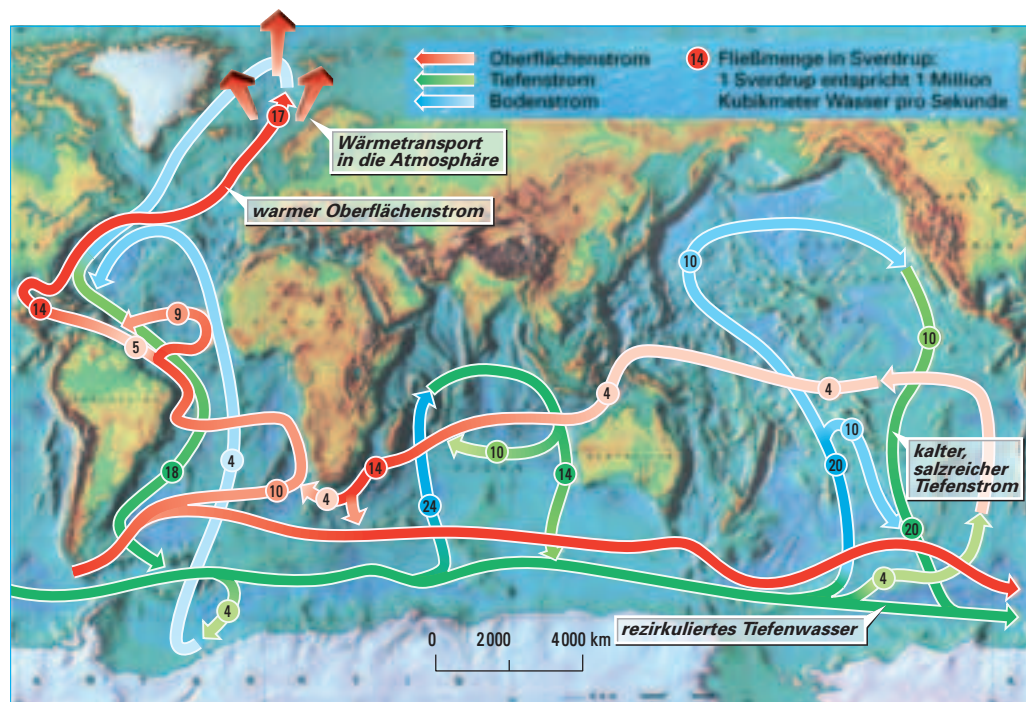 Oberflächenstrom
Tiefenstrom
Bodenstrom
14 Fließmenge in Sverdrup:
1 Sverdrup entspricht 1 Million
Kubikmeter Wasser pro Sekunde
17
Wärmetransport
in die Atmosphäre
warmer Oberflächenstrom
10
14
9
5
10
4
4
kalter,
salzreicher
Tiefenstrom
10
20
10
14
14
18
4
10
4
24
20
4
4
rezirkuliertes Tiefenwasser
0 2000 4000 km